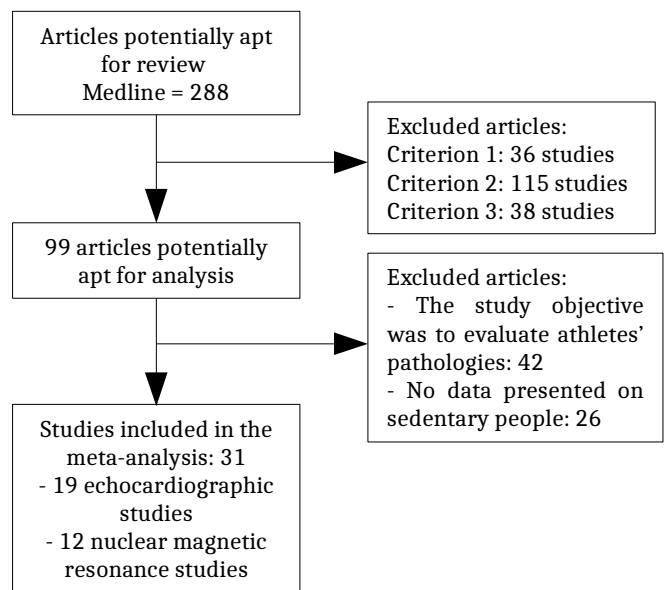 Articles potentially apt
for review
Medline = 288
Excluded articles:
Criterion 1: 36 studies
Criterion 2: 115 studies
Criterion 3: 38 studies
99 articles potentially
apt for analysis
Excluded articles:
- The study objective
was to evaluate athletes’
pathologies: 42
- No data presented on
sedentary people: 26
Studies included in the
meta-analysis: 31
- 19 echocardiographic
studies
- 12 nuclear magnetic
resonance studies